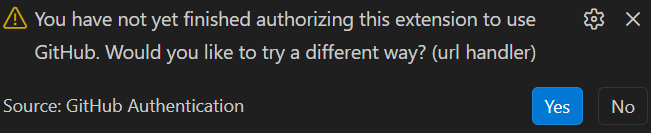 You have not yet finished authorizing this extension to use
GitHub. Would you like to try a different way? (url handler)
Source: GitHub Authentication
Yes
No